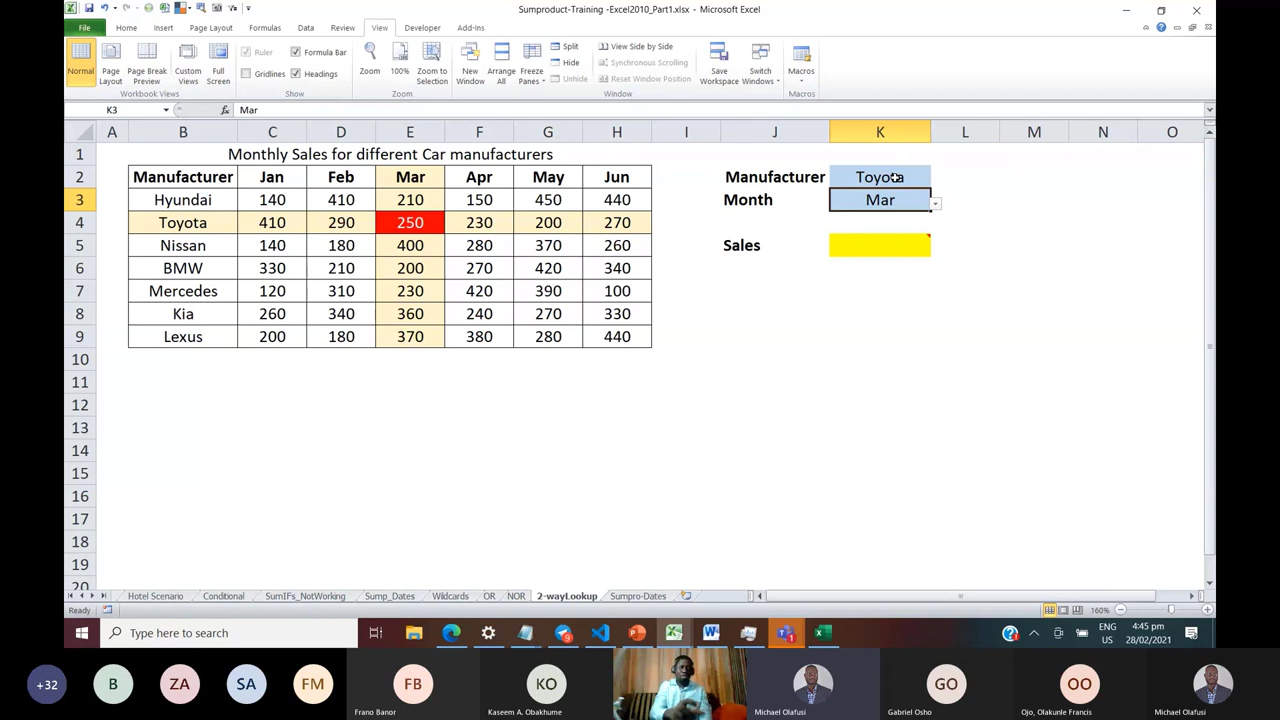 Sumproduct-Training -Excel2010_Part1.xlsx - Microsoft Excel
File Home Insert Page Layout Formulas Data Review View Developer Add-Ins
Normal
Page Layout
Page Break Preview
Custom Views
Full Screen
Workbook Views
Ruler
Formula Bar
Gridlines
Headings
Show
Zoom
100%
Zoom to Selection
Zoom
New Window
Arrange All
Freeze Panes
Split
Hide
Unhide
View Side by Side
Synchronous Scrolling
Reset Window Position
Window
Save Workspace
Switch Windows
Macros
Macros
K3 fx Mar
A B C D E F G H I J K L M N O
1 Monthly Sales for different Car manufacturers
2 Manufacturer Jan Feb Mar Apr May Jun Manufacturer Toyota
3 Hyundai 140 410 210 150 450 440 Month Mar
4 Toyota 410 290 250 230 200 270
5 Nissan 140 180 400 280 370 260 Sales
6 BMW 330 210 200 270 420 340
7 Mercedes 120 310 230 420 390 100
8 Kia 260 340 360 240 270 330
9 Lexus 200 180 370 380 280 440
10
11
12
13
14
15
16
17
18
19
20
Hotel Scenario Conditional SumIFs_NotWorking Sump_Dates Wildcards OR NOR 2-wayLookup Sumpro-Dates
Ready 160%
Type here to search
ENG 4:45 pm
US 28/02/2021
+32 B ZA SA FM FB KO GO OO
Frano Banor Kaseem A. Obakhume Michael Olafusi Gabriel Osho Ojo, Olakunle Francis Michael Olafusi